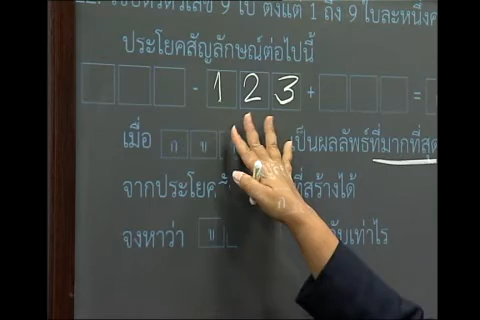 ใช้บัตรตัวเลข 9 ใบ ตั้งแต่ 1 ถึง 9 ใบละหนึ่ง
ประโยคสัญลักษณ์ต่อไปนี้
- 1 2 3 + =
เมื่อ ก ข เป็นผลลัพธ์ที่มากที่สุด
จากประโยค ที่สร้างได้
จงหาว่า ข เท่าไร